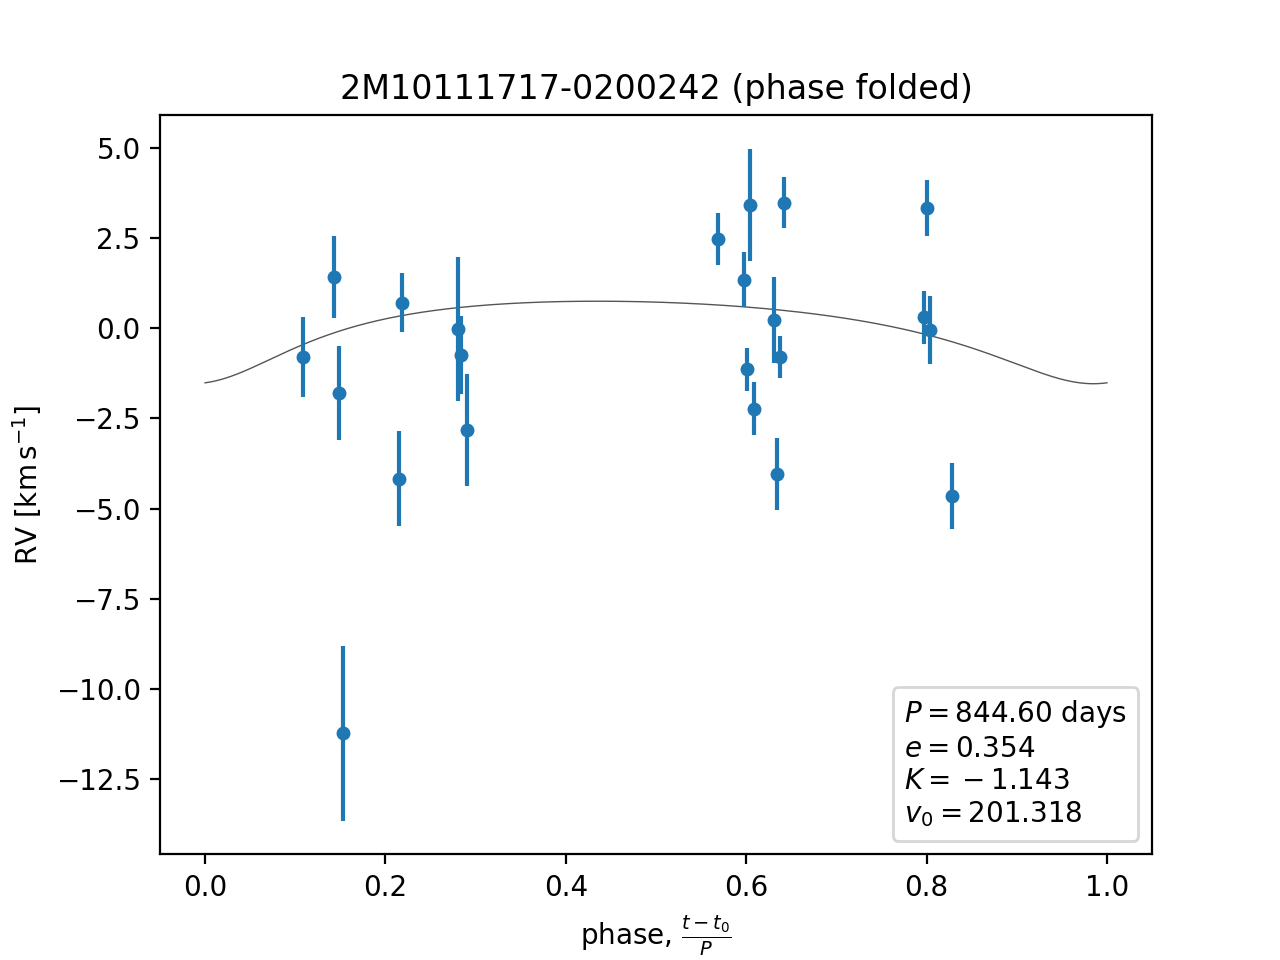 2M10111717-0200242 (phase folded)
RV [km s⁻¹]
5.0
2.5
0.0
−2.5
−5.0
−7.5
−10.0
−12.5
P = 844.60 days
e = 0.354
K = −1.143
v₀ = 201.318
0.0 0.2 0.4 0.6 0.8 1.0
phase, (t − t₀)/P